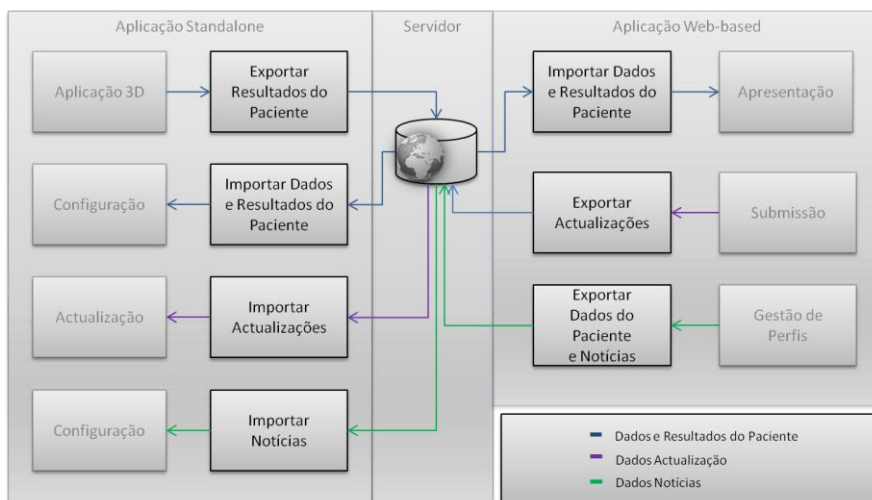 Aplicação Standalone
Servidor
Aplicação Web-based
Aplicação 3D
Exportar
Resultados do
Paciente
Importar Dados
e Resultados do
Paciente
Apresentação
Configuração
Importar Dados
e Resultados do
Paciente
Exportar
Actualizações
Submissão
Actualização
Importar
Actualizações
Exportar
Dados do
Paciente
e Notícias
Gestão de
Perfis
Configuração
Importar
Notícias
Dados e Resultados do Paciente
Dados Actualização
Dados Notícias